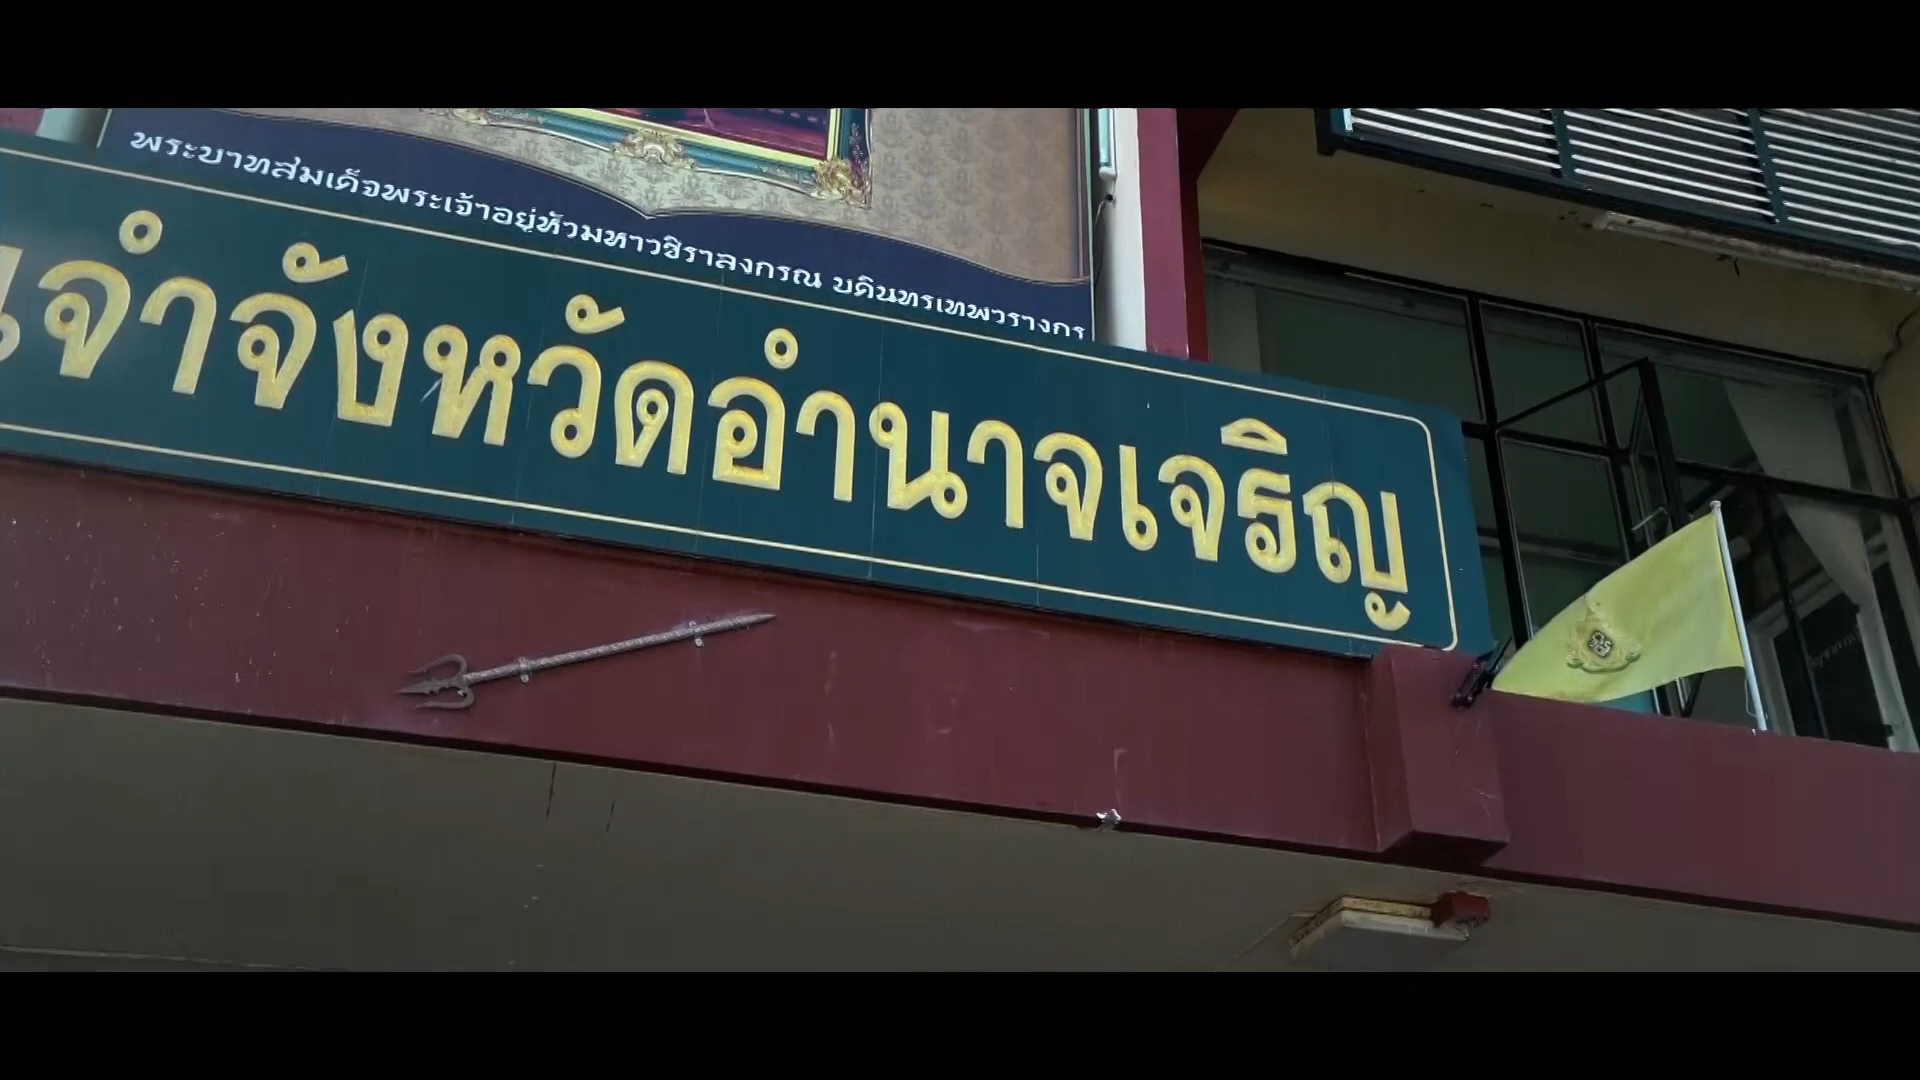 พระบาทสมเด็จพระเจ้าอยู่หัวมหาวชิราลงกรณ บดินทรเทพวรางกูร
จำจังหวัดอำนาจเจริญ